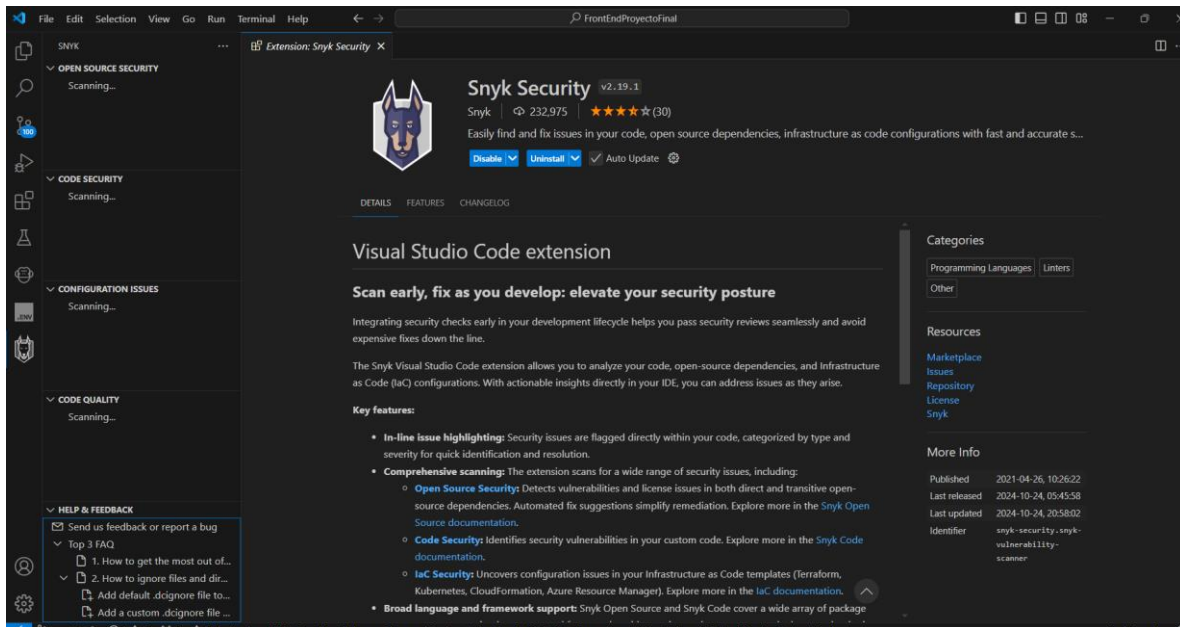 File Edit Selection View Go Run Terminal Help
FrontEndProyectoFinal
SNYK
OPEN SOURCE SECURITY
Scanning...
100
CODE SECURITY
Scanning...
CONFIGURATION ISSUES
Scanning...
.ENV
CODE QUALITY
Scanning...
HELP & FEEDBACK
Send us feedback or report a bug
Top 3 FAQ
1. How to get the most out of...
2. How to ignore files and dir...
Add default .dcignore file to...
Add a custom .dcignore file ...
Extension: Snyk Security
Snyk Security v2.19.1
Snyk 232,975 (30)
Easily find and fix issues in your code, open source dependencies, infrastructure as code configurations with fast and accurate s...
Disable Uninstall Auto Update
DETAILS FEATURES CHANGELOG
Visual Studio Code extension
Scan early, fix as you develop: elevate your security posture
Integrating security checks early in your development lifecycle helps you pass security reviews seamlessly and avoid
expensive fixes down the line.
The Snyk Visual Studio Code extension allows you to analyze your code, open-source dependencies, and Infrastructure
as Code (IaC) configurations. With actionable insights directly in your IDE, you can address issues as they arise.
Key features:
• In-line issue highlighting: Security issues are flagged directly within your code, categorized by type and
severity for quick identification and resolution.
• Comprehensive scanning: The extension scans for a wide range of security issues, including:
◦ Open Source Security: Detects vulnerabilities and license issues in both direct and transitive open-
source dependencies. Automated fix suggestions simplify remediation. Explore more in the Snyk Open
Source documentation.
◦ Code Security: Identifies security vulnerabilities in your custom code. Explore more in the Snyk Code
documentation.
◦ IaC Security: Uncovers configuration issues in your Infrastructure as Code templates (Terraform,
Kubernetes, CloudFormation, Azure Resource Manager). Explore more in the IaC documentation.
• Broad language and framework support: Snyk Open Source and Snyk Code cover a wide array of package
Categories
Programming Languages Linters
Other
Resources
Marketplace
Issues
Repository
License
Snyk
More Info
Published 2021-04-26, 10:26:22
Last released 2024-10-24, 05:45:58
Last updated 2024-10-24, 20:58:02
Identifier snyk-security.snyk-
vulnerability-
scanner